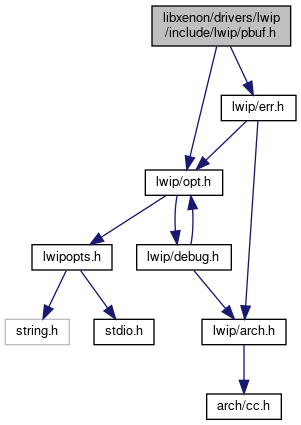 libxenon/drivers/lwip
/include/lwip/pbuf.h
lwip/err.h
lwip/opt.h
lwipopts.h
lwip/debug.h
string.h
stdio.h
lwip/arch.h
arch/cc.h